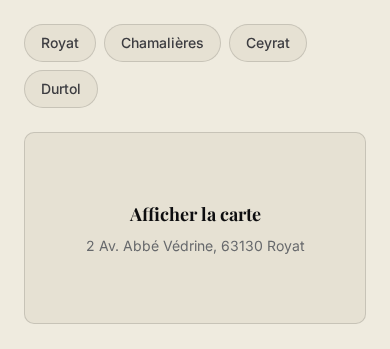 Royat
Chamalières
Ceyrat
Durtol
Afficher la carte
2 Av. Abbé Védrine, 63130 Royat